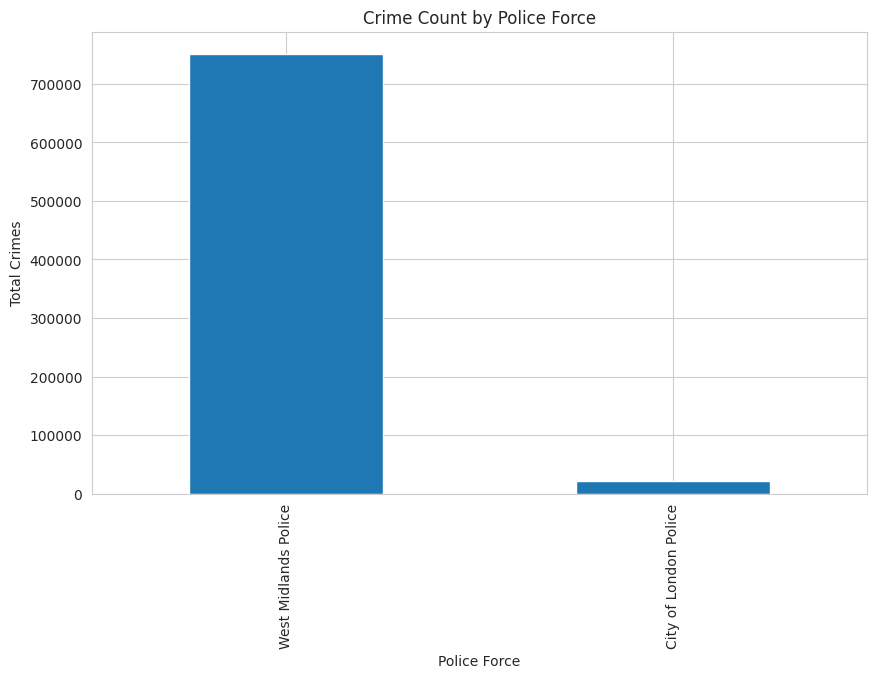 Crime Count by Police Force
Total Crimes
700000
600000
500000
400000
300000
200000
100000
0
West Midlands Police
City of London Police
Police Force